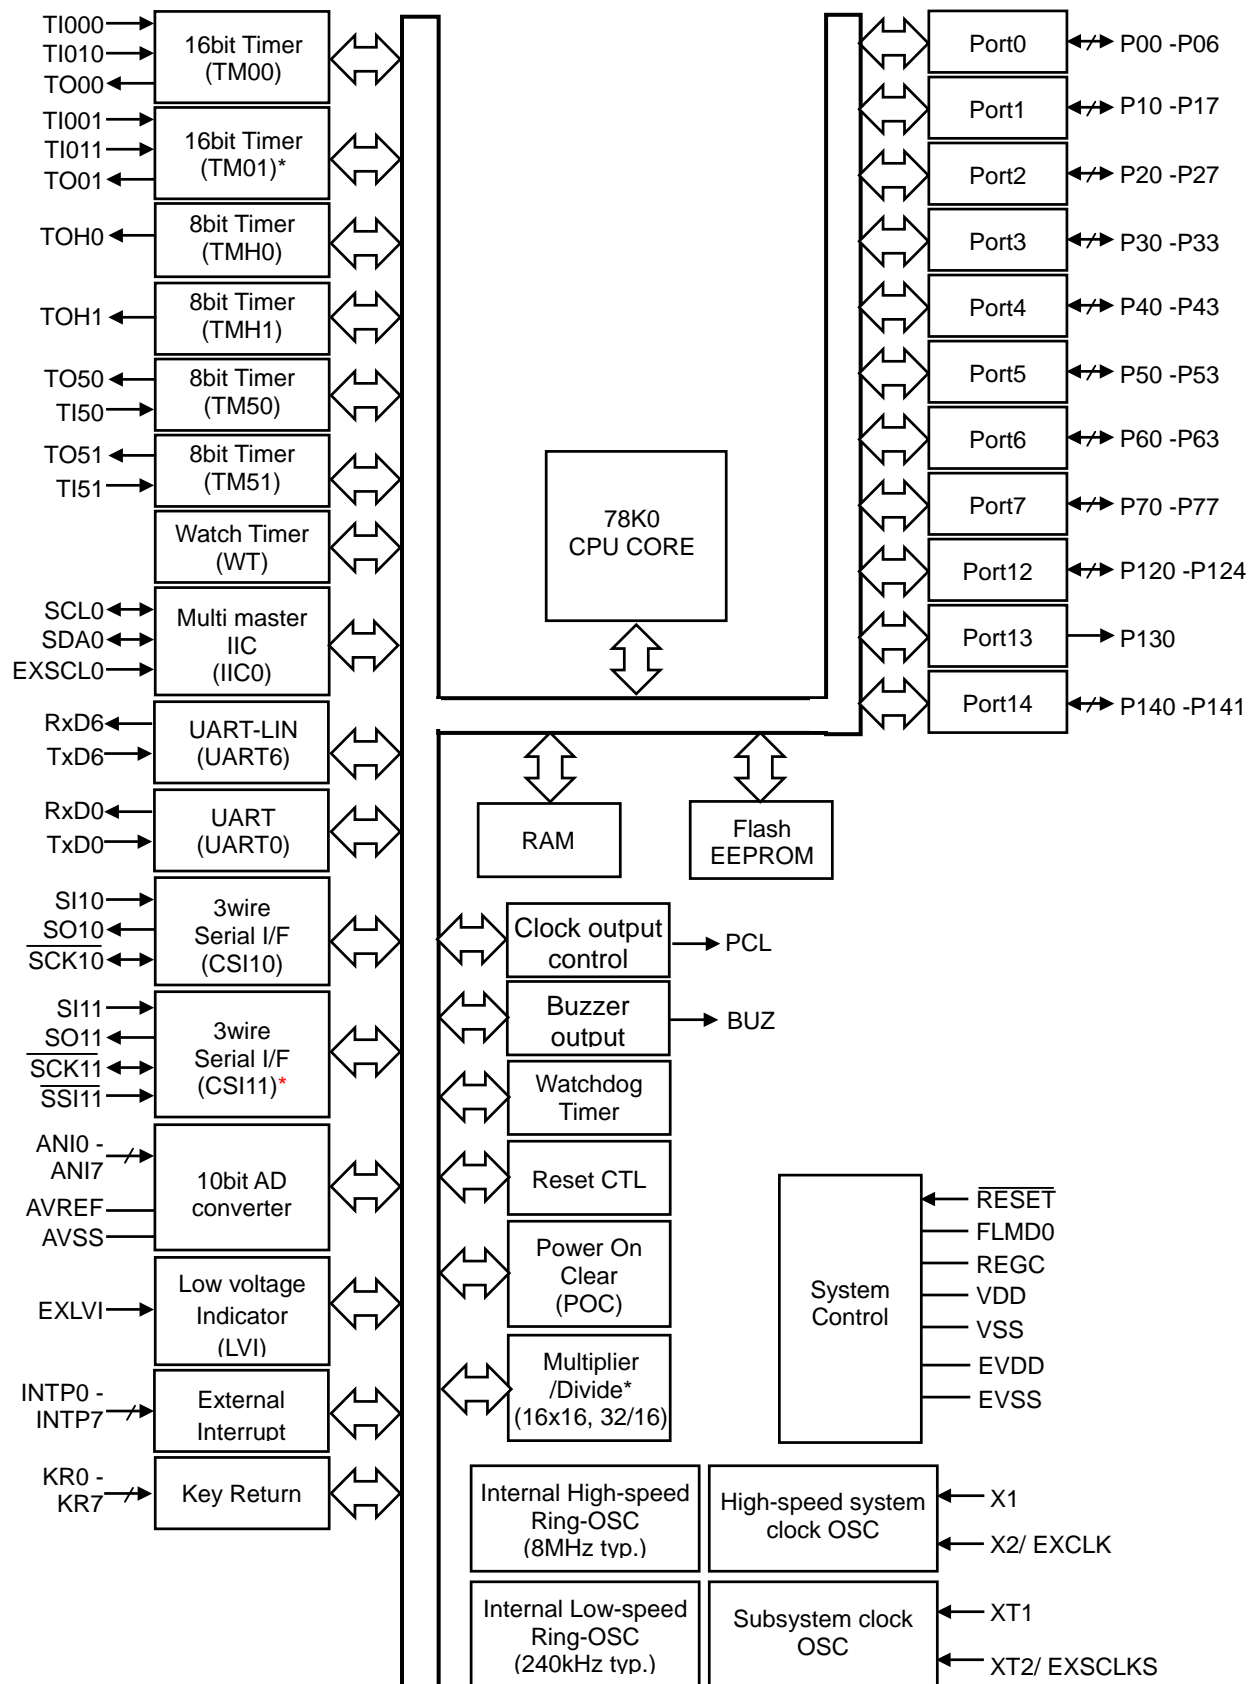 TI000
TI010
TO00
16bit Timer
(TM00)
TI001
TI011
TO01
16bit Timer
(TM01)*
TOH0
8bit Timer
(TMH0)
TOH1
8bit Timer
(TMH1)
TO50
TI50
8bit Timer
(TM50)
TO51
TI51
8bit Timer
(TM51)
Watch Timer
(WT)
SCL0
SDA0
EXSCL0
Multi master
IIC
(IIC0)
RxD6
TxD6
UART-LIN
(UART6)
RxD0
TxD0
UART
(UART0)
SI10
SO10
SCK10
3wire
Serial I/F
(CSI10)
SI11
SO11
SCK11
SSI11
3wire
Serial I/F
(CSI11)*
ANI0 -
ANI7
AVREF
AVSS
10bit AD
converter
EXLVI
Low voltage
Indicator
(LVI)
INTP0 -
INTP7
External
Interrupt
KR0 -
KR7
Key Return
78K0
CPU CORE
RAM
Flash
EEPROM
Clock output
control
PCL
Buzzer
output
BUZ
Watchdog
Timer
Reset CTL
Power On
Clear
(POC)
Multiplier
/Divide*
(16x16, 32/16)
Internal High-speed
Ring-OSC
(8MHz typ.)
Internal Low-speed
Ring-OSC
(240kHz typ.)
Port0
P00 -P06
Port1
P10 -P17
Port2
P20 -P27
Port3
P30 -P33
Port4
P40 -P43
Port5
P50 -P53
Port6
P60 -P63
Port7
P70 -P77
Port12
P120 -P124
Port13
P130
Port14
P140 -P141
System
Control
RESET
FLMD0
REGC
VDD
VSS
EVDD
EVSS
High-speed system
clock OSC
X1
X2/ EXCLK
Subsystem clock
OSC
XT1
XT2/ EXSCLKS